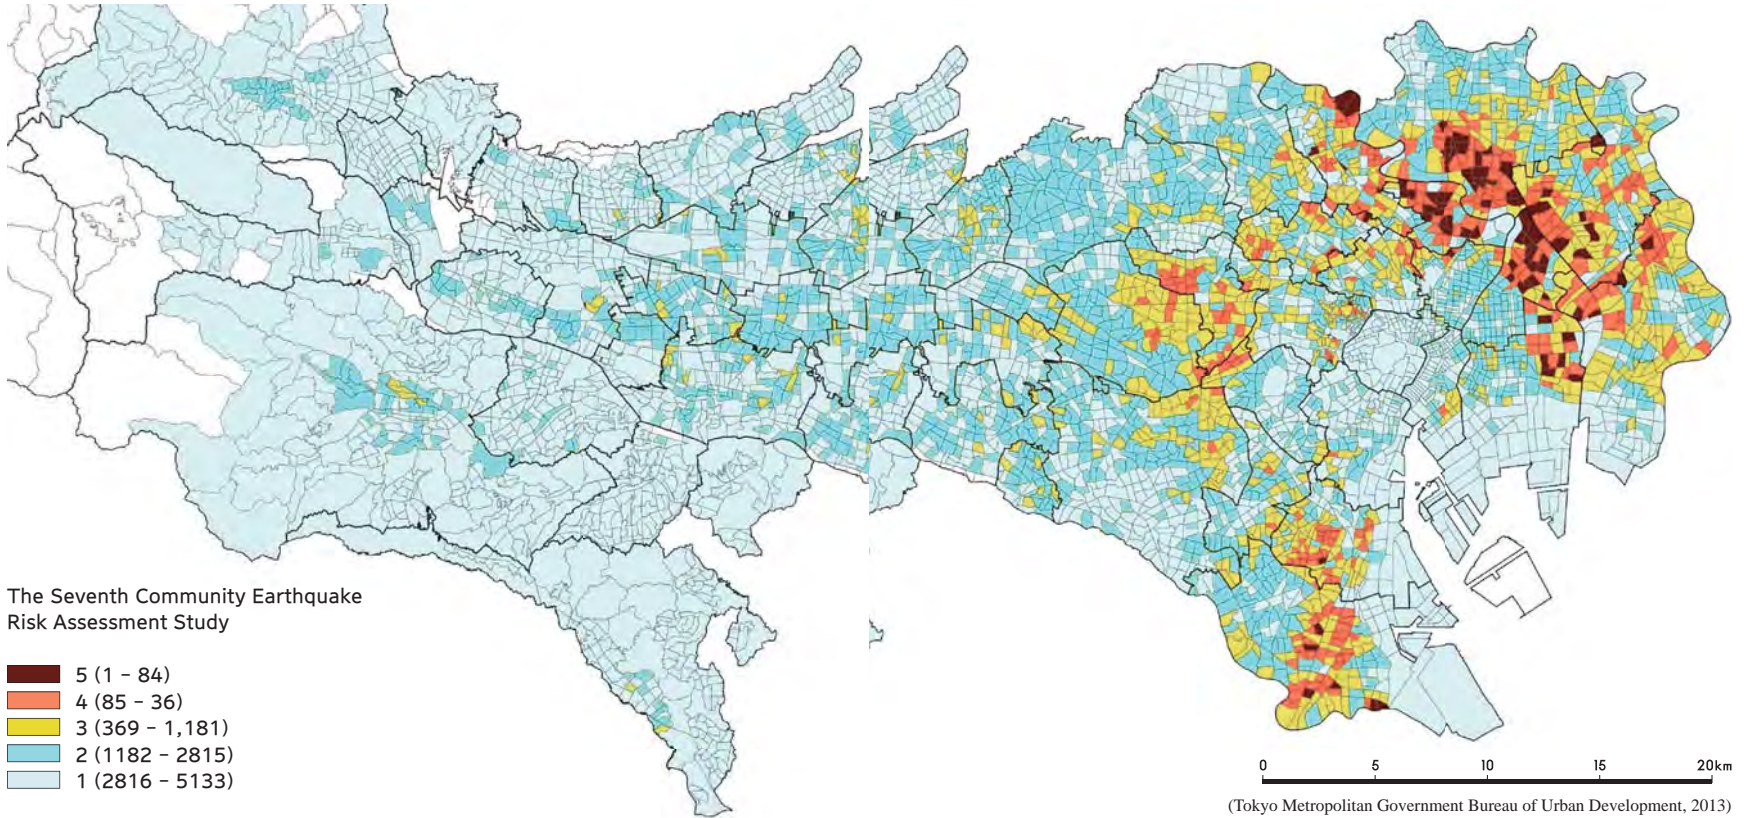 The Seventh Community Earthquake
Risk Assessment Study
5 (1 – 84)
4 (85 – 36)
3 (369 – 1,181)
2 (1182 – 2815)
1 (2816 – 5133)
0 5 10 15 20km
(Tokyo Metropolitan Government Bureau of Urban Development, 2013)